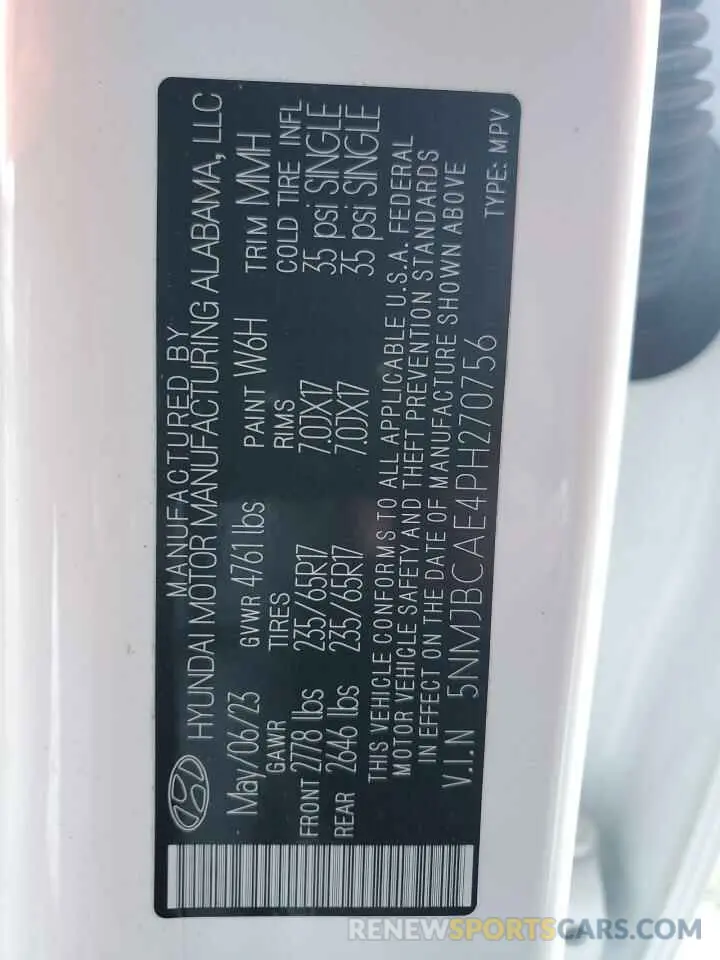 MANUFACTURED BY
HYUNDAI MOTOR MANUFACTURING ALABAMA, LLC
May/06/23 GVWR 4761 lbs PAINT W6H TRIM MMH
GAWR TIRES RIMS COLD TIRE INFL
FRONT 2778 lbs 235/65R17 7.0JX17 35 psi SINGLE
REAR 2646 lbs 235/65R17 7.0JX17 35 psi SINGLE
THIS VEHICLE CONFORMS TO ALL APPLICABLE U.S.A. FEDERAL
MOTOR VEHICLE SAFETY AND THEFT PREVENTION STANDARDS
IN EFFECT ON THE DATE OF MANUFACTURE SHOWN ABOVE
V.I.N 5NMJBCAE4PH270756 TYPE: MPV
RENEWSPORTSCARS.COM